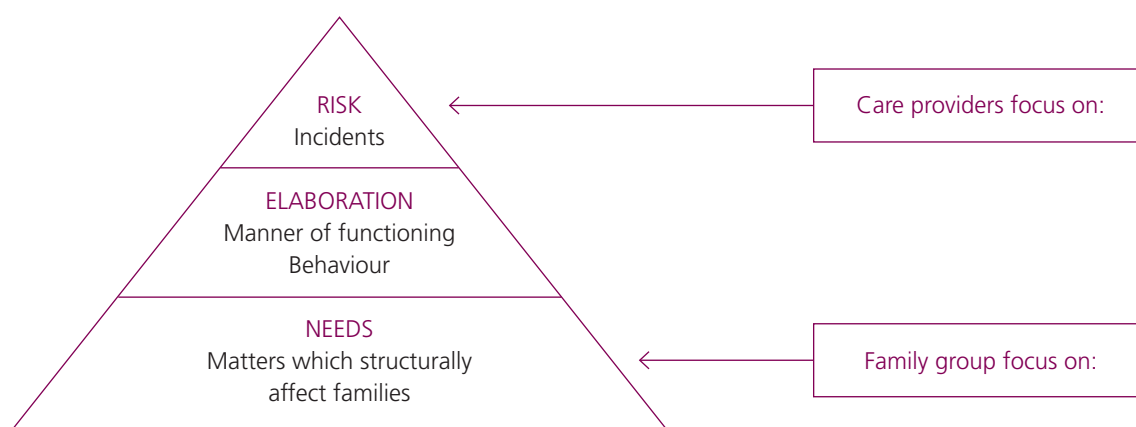 RISK
Incidents
Care providers focus on:
ELABORATION
Manner of functioning
Behaviour
NEEDS
Matters which structurally
affect families
Family group focus on: